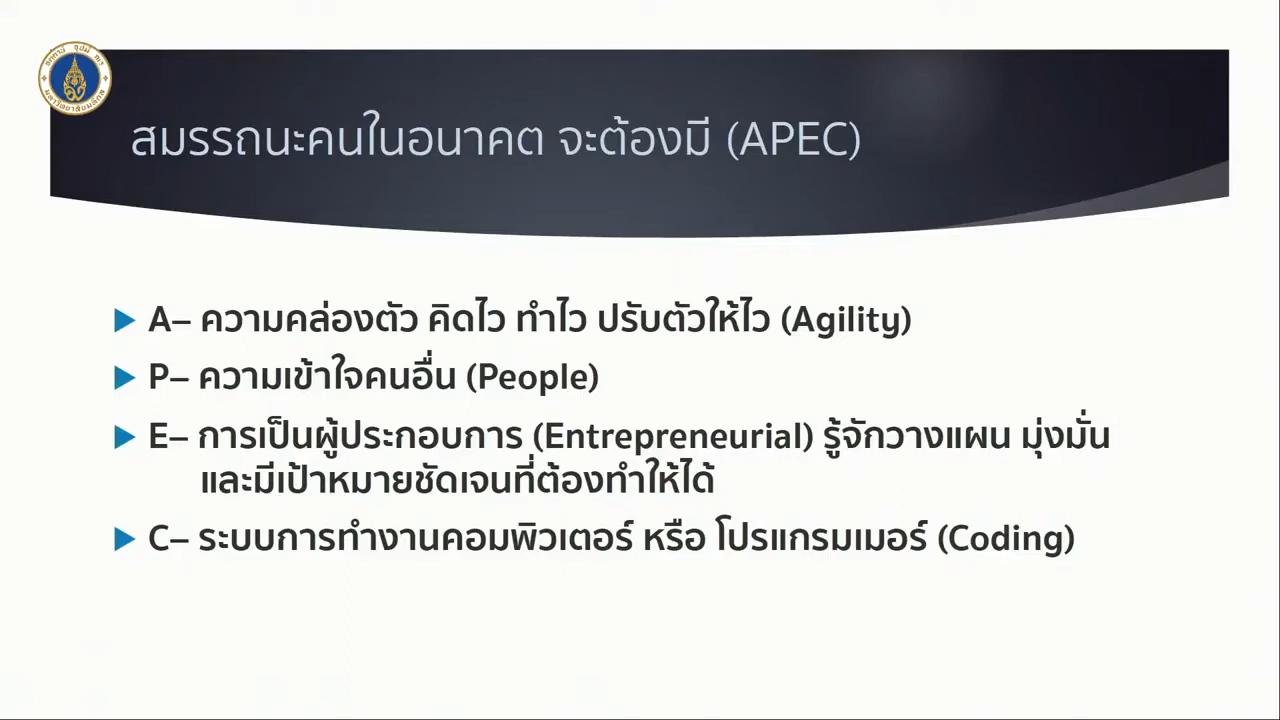 สมรรถนะคนในอนาคต จะต้องมี (APEC)
A– ความคล่องตัว คิดไว ทำไว ปรับตัวให้ไว (Agility)
P– ความเข้าใจคนอื่น (People)
E– การเป็นผู้ประกอบการ (Entrepreneurial) รู้จักวางแผน มุ่งมั่น
และมีเป้าหมายชัดเจนที่ต้องทำให้ได้
C– ระบบการทำงานคอมพิวเตอร์ หรือ โปรแกรมเมอร์ (Coding)